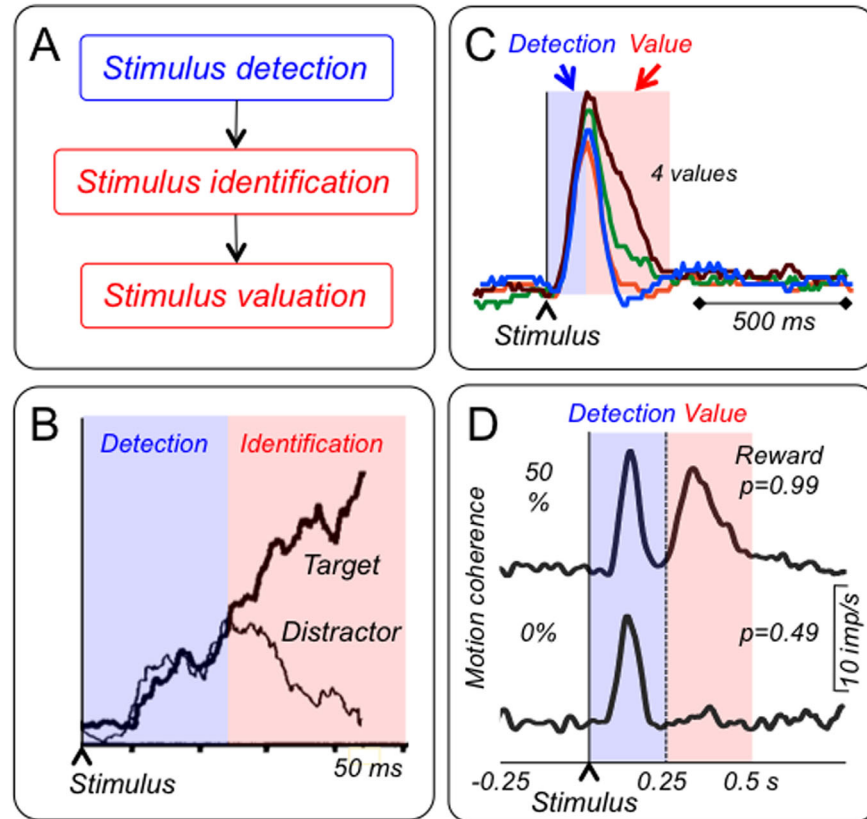 A
Stimulus detection
Stimulus identification
Stimulus valuation
B
Detection Identification
Target
Distractor
50 ms
Stimulus
C
Detection Value
4 values
500 ms
Stimulus
D
Detection Value
Motion coherence
50
%
Reward
p=0.99
0%
p=0.49
10 imp/s
-0.25 0.25 0.5 s
Stimulus